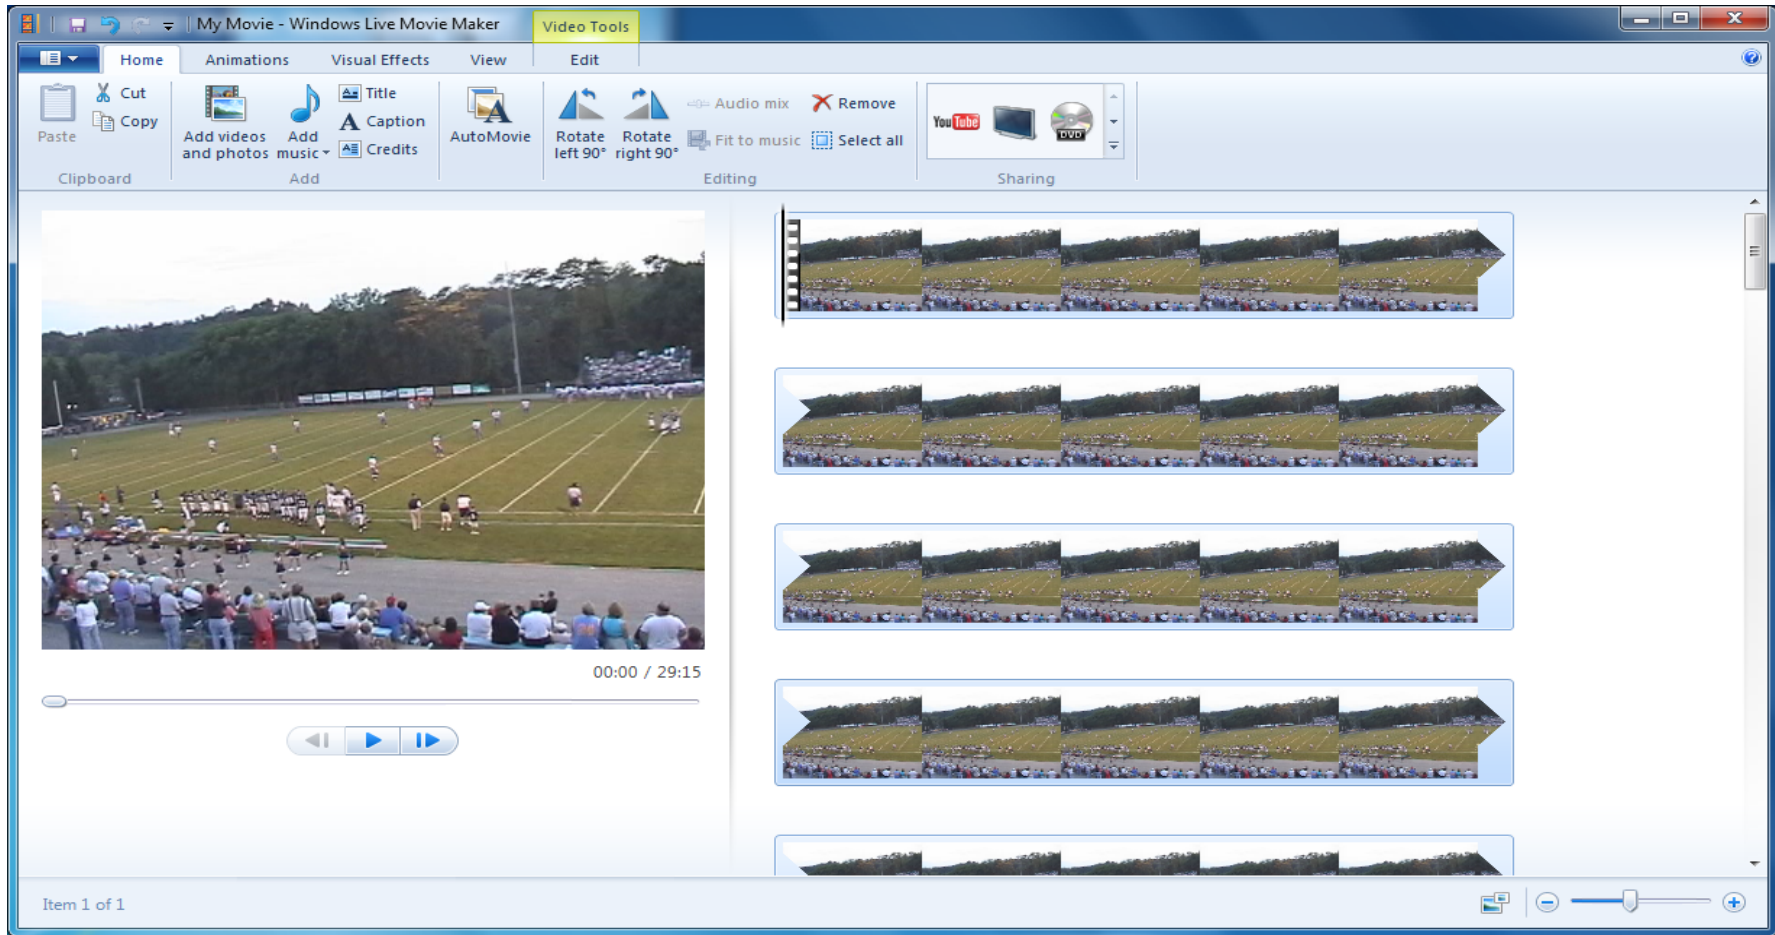 My Movie - Windows Live Movie Maker
Video Tools
Home
Animations
Visual Effects
View
Edit
Paste
Cut
Copy
Clipboard
Add videos
and photos
Add
music
Title
Caption
Credits
Add
AutoMovie
Rotate
left 90°
Rotate
right 90°
Audio mix
Fit to music
Remove
Select all
Editing
YouTube
DVD
Sharing
00:00 / 29:15
Item 1 of 1